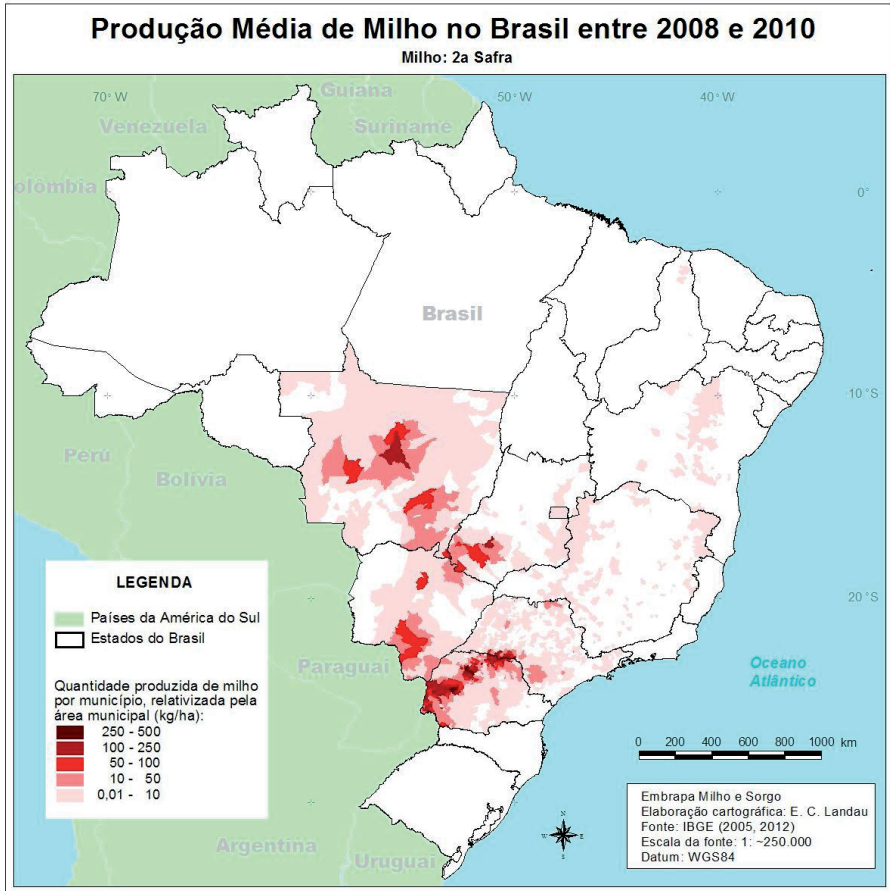 Produção Média de Milho no Brasil entre 2008 e 2010
Milho: 2a Safra
70° W
50° W
40° W
Guiana
Venezuela
Suriname
olômbia
0°
Brasil
10°S
Peru
Bolívia
20°S
Paraguai
Oceano
Atlântico
Argentina
Uruguai
LEGENDA
Países da América do Sul
Estados do Brasil
Quantidade produzida de milho
por município, relativizada pela
área municipal (kg/ha):
250 - 500
100 - 250
50 - 100
10 - 50
0,01 - 10
0 200 400 600 800 1000 km
N
W E
S
Embrapa Milho e Sorgo
Elaboração cartográfica: E. C. Landau
Fonte: IBGE (2005, 2012)
Escala da fonte: 1: ~250.000
Datum: WGS84